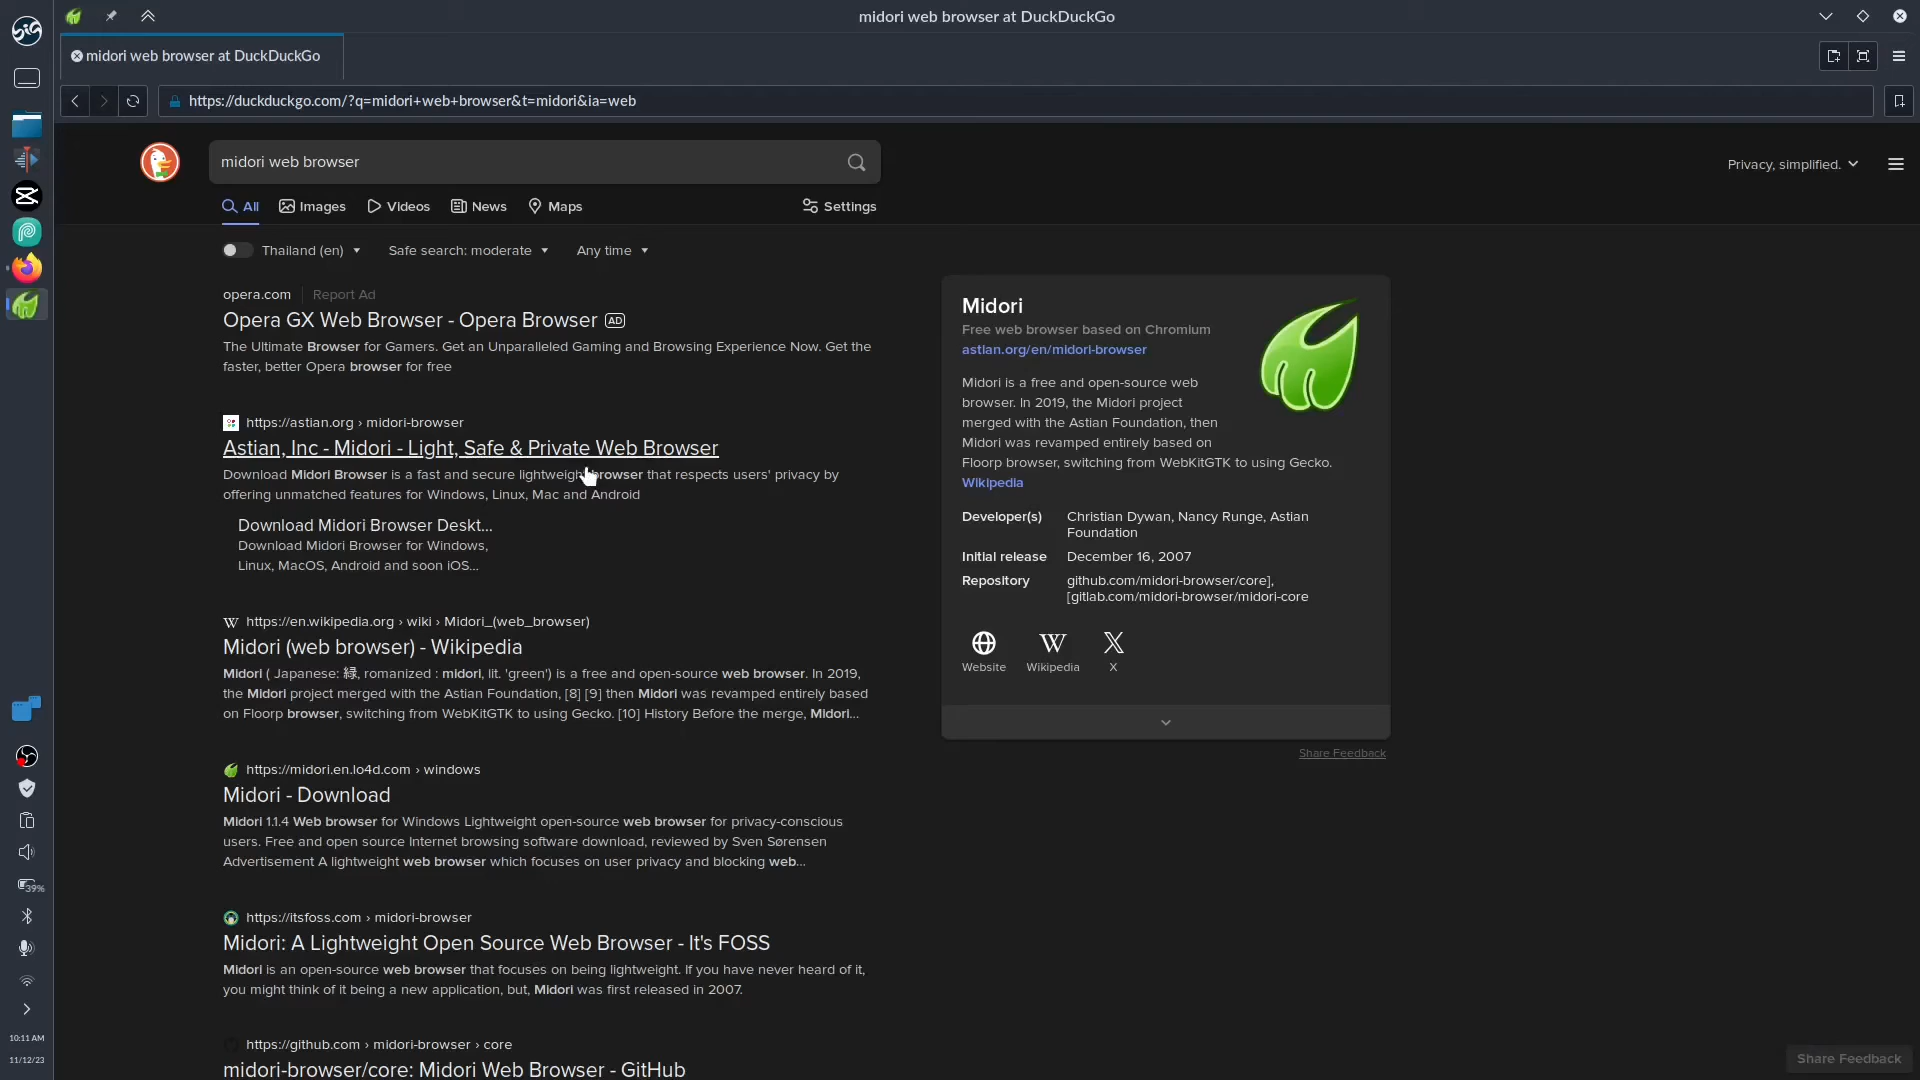 midori web browser at DuckDuckGo
midori web browser at DuckDuckGo
https://duckduckgo.com/?q=midori+web+browser&t=midori&ia=web
midori web browser
Privacy, simplified.
All Images Videos News Maps Settings
Thailand (en) Safe search: moderate Any time
opera.com Report Ad
Opera GX Web Browser - Opera Browser AD
The Ultimate Browser for Gamers. Get an Unparalleled Gaming and Browsing Experience Now. Get the
faster, better Opera browser for free
https://astian.org › midori-browser
Astian, Inc - Midori - Light, Safe & Private Web Browser
Download Midori Browser is a fast and secure lightweight browser that respects users' privacy by
offering unmatched features for Windows, Linux, Mac and Android
Download Midori Browser Deskt...
Download Midori Browser for Windows,
Linux, MacOS, Android and soon iOS...
https://en.wikipedia.org › wiki › Midori_(web_browser)
Midori (web browser) - Wikipedia
Midori ( Japanese: 緑, romanized : midori, lit. 'green') is a free and open-source web browser. In 2019,
the Midori project merged with the Astian Foundation, [8] [9] then Midori was revamped entirely based
on Floorp browser, switching from WebKitGTK to using Gecko. [10] History Before the merge, Midori...
https://midori.en.lo4d.com › windows
Midori - Download
Midori 1.1.4 Web browser for Windows Lightweight open-source web browser for privacy-conscious
users. Free and open source Internet browsing software download, reviewed by Sven Sørensen
Advertisement A lightweight web browser which focuses on user privacy and blocking web...
https://itsfoss.com › midori-browser
Midori: A Lightweight Open Source Web Browser - It's FOSS
Midori is an open-source web browser that focuses on being lightweight. If you have never heard of it,
you might think of it being a new application, but, Midori was first released in 2007.
https://github.com › midori-browser › core
midori-browser/core: Midori Web Browser - GitHub
Midori
Free web browser based on Chromium
astian.org/en/midori-browser
Midori is a free and open-source web
browser. In 2019, the Midori project
merged with the Astian Foundation, then
Midori was revamped entirely based on
Floorp browser, switching from WebKitGTK to using Gecko.
Wikipedia
Developer(s) Christian Dywan, Nancy Runge, Astian
Foundation
Initial release December 16, 2007
Repository github.com/midori-browser/core],
[gitlab.com/midori-browser/midori-core
Website Wikipedia X
Share Feedback
Share Feedback
39%
10:11 AM
11/12/23